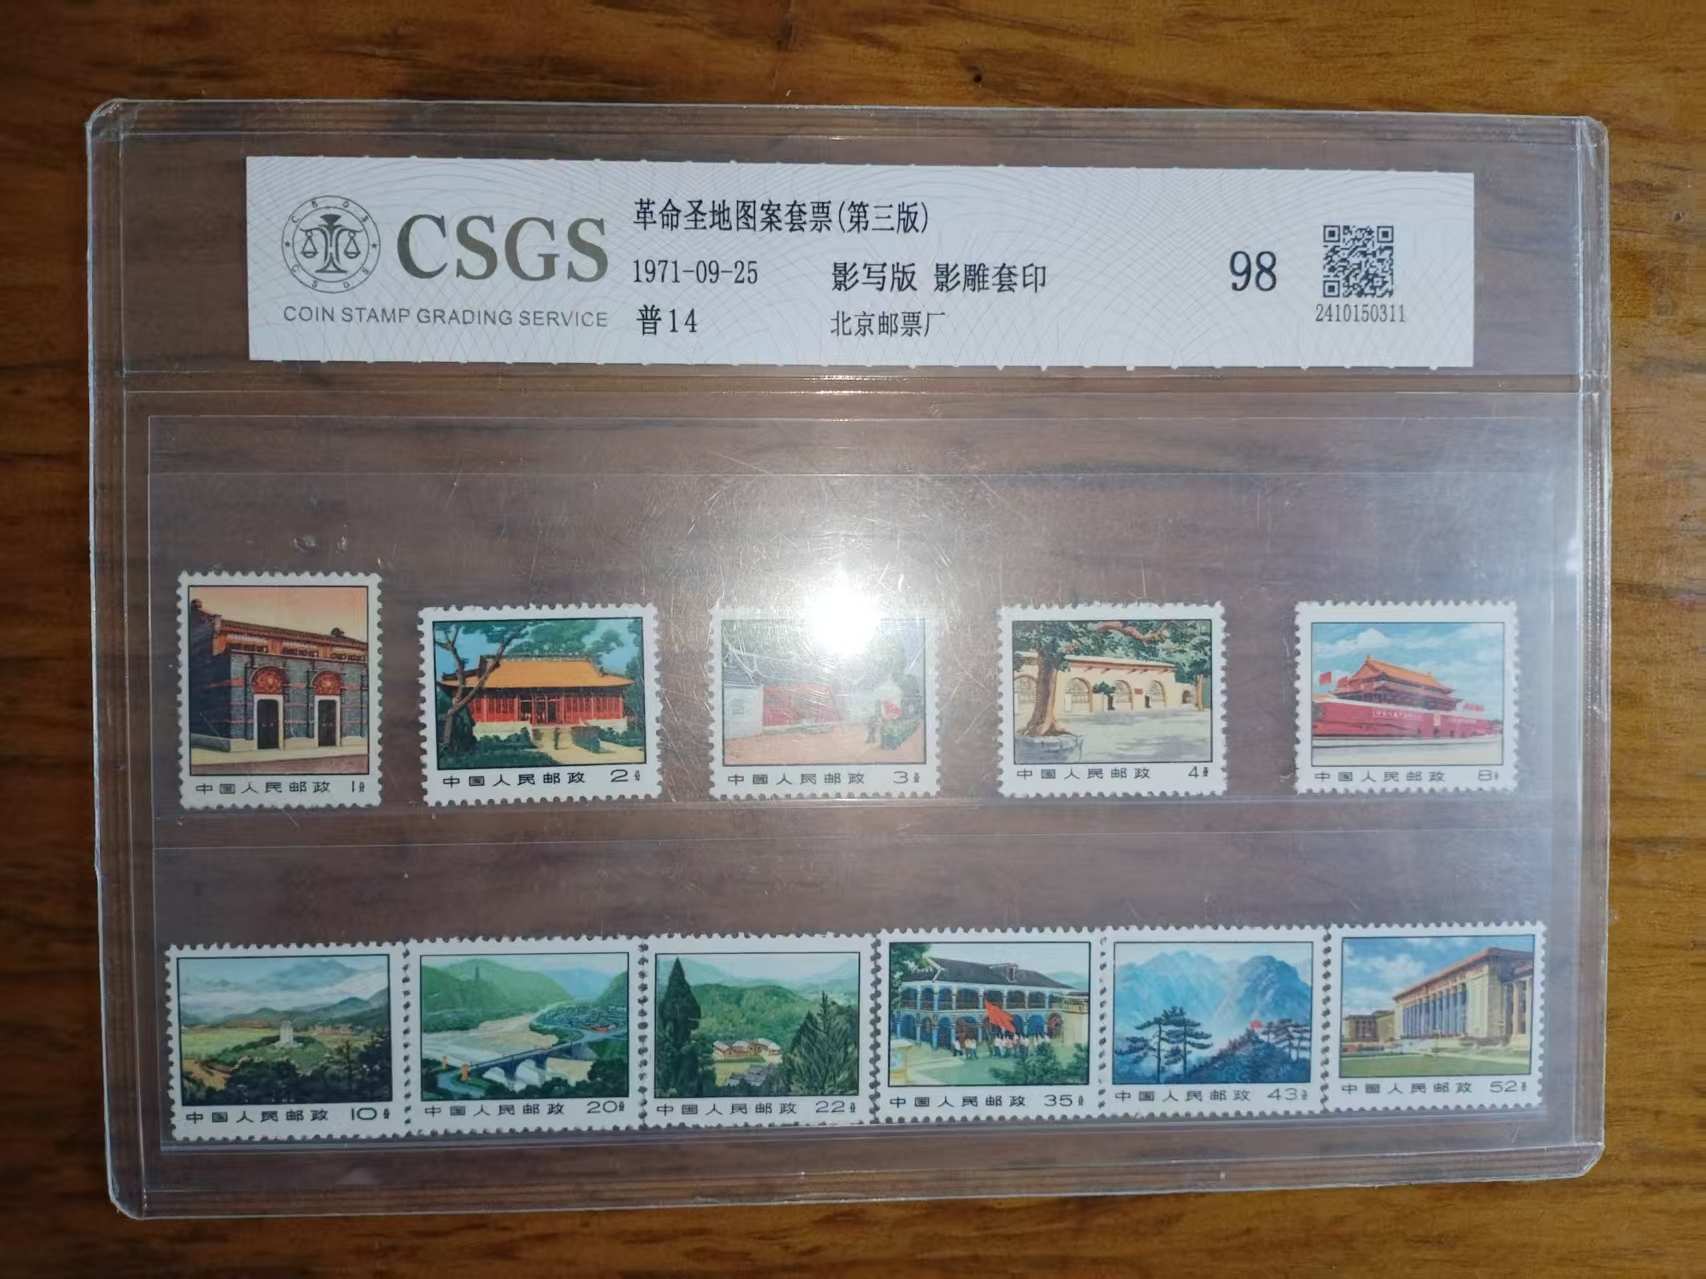 CSGS
COIN STAMP GRADING SERVICE
革命圣地图案套票(第三版)
1971-09-25 影写版 影雕套印
普14 北京邮票厂
98
2410150311
中国人民邮政 1分
中国人民邮政 2分
中国人民邮政 3分
中国人民邮政 4分
中国人民邮政 8分
中国人民邮政 10分
中国人民邮政 20分
中国人民邮政 22分
中国人民邮政 35分
中国人民邮政 43分
中国人民邮政 52分